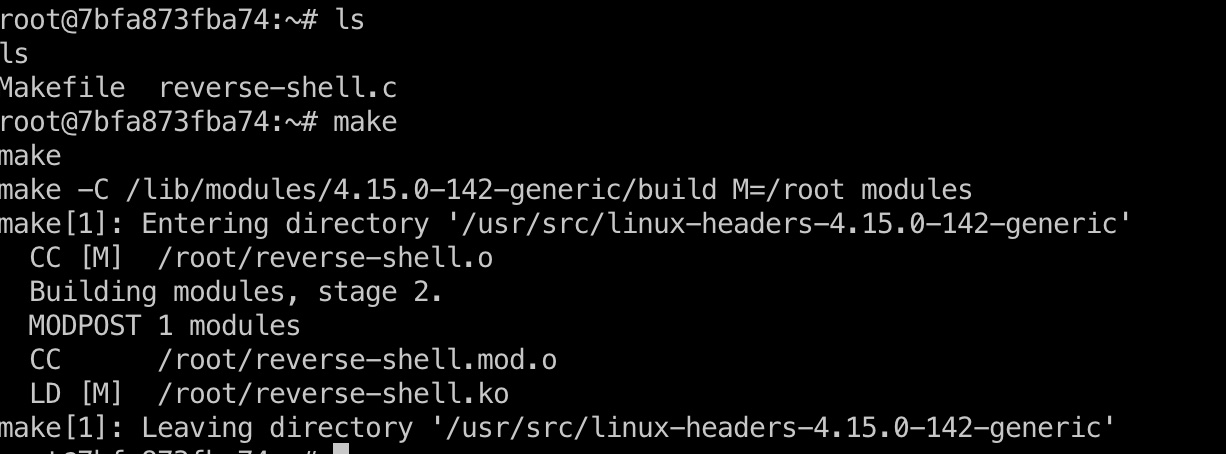 root@7bfa873fba74:~# ls
ls
Makefile  reverse-shell.c
root@7bfa873fba74:~# make
make
make -C /lib/modules/4.15.0-142-generic/build M=/root modules
make[1]: Entering directory '/usr/src/linux-headers-4.15.0-142-generic'
  CC [M]  /root/reverse-shell.o
  Building modules, stage 2.
  MODPOST 1 modules
  CC      /root/reverse-shell.mod.o
  LD [M]  /root/reverse-shell.ko
make[1]: Leaving directory '/usr/src/linux-headers-4.15.0-142-generic'
root@7bfa873fba74:~#